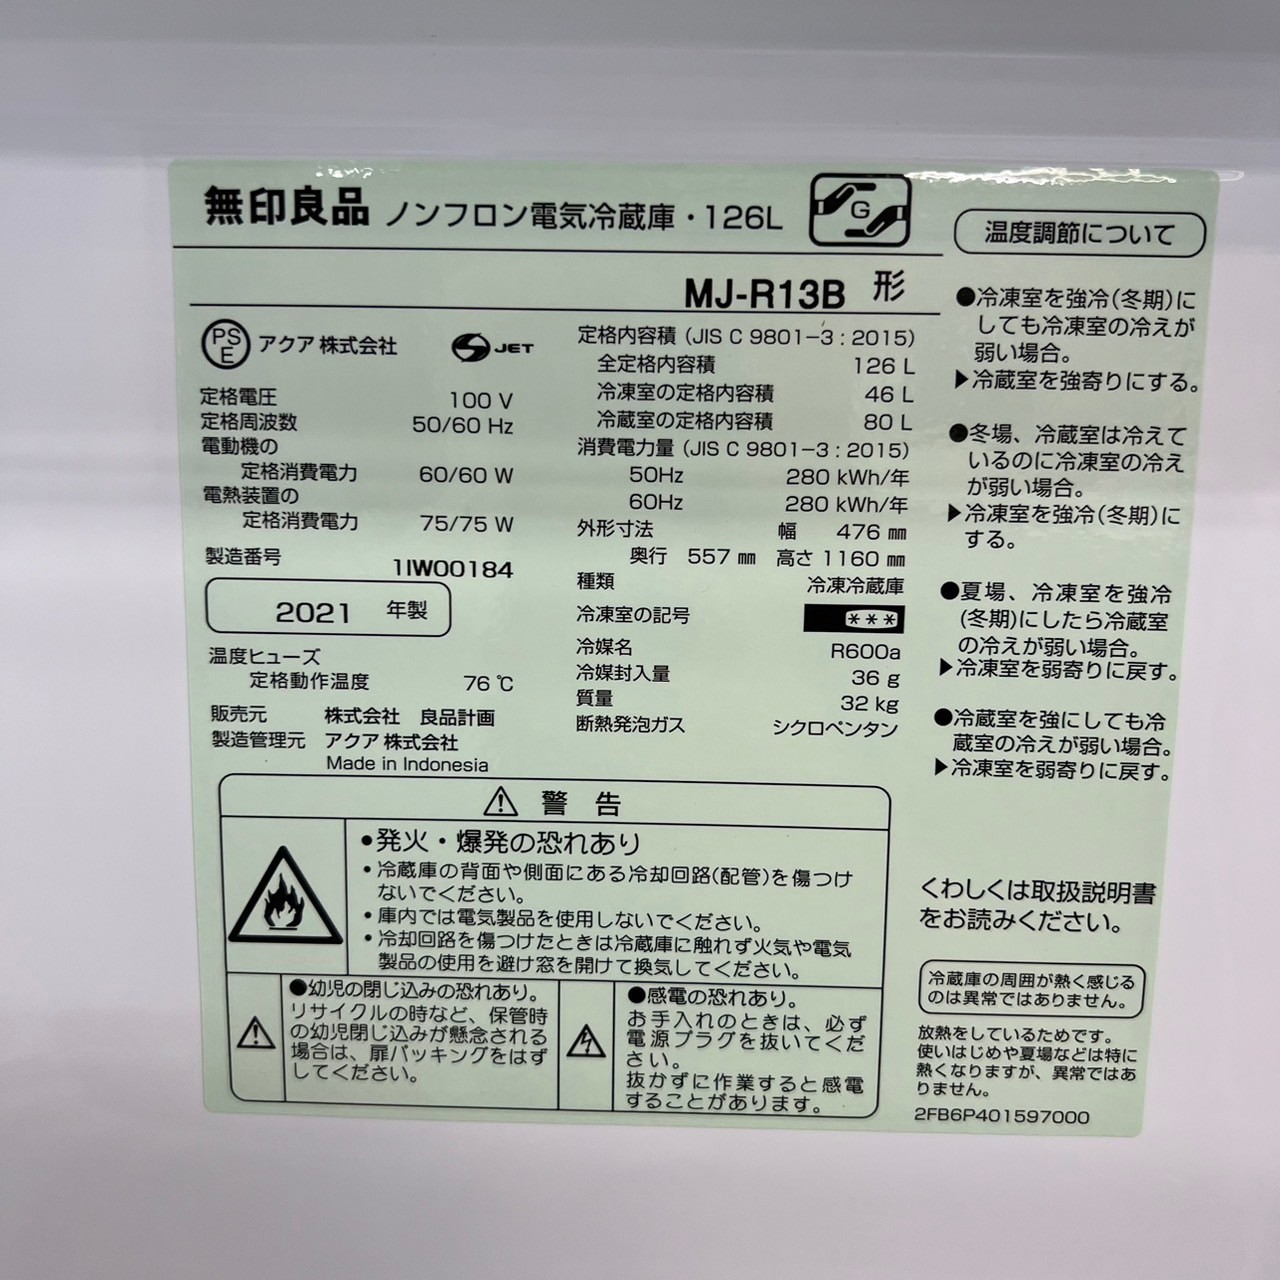 無印良品 ノンフロン電気冷蔵庫・126L G
MJ-R13B 形
PSE アクア 株式会社 S JET
定格電圧 100 V
定格周波数 50/60 Hz
電動機の
定格消費電力 60/60 W
電熱装置の
定格消費電力 75/75 W
製造番号 1IW00184
2021 年製
温度ヒューズ
定格動作温度 76 ℃
販売元 株式会社 良品計画
製造管理元 アクア 株式会社
Made in Indonesia
定格内容積 (JIS C 9801-3 : 2015)
全定格内容積 126 L
冷凍室の定格内容積 46 L
冷蔵室の定格内容積 80 L
消費電力量 (JIS C 9801-3 : 2015)
50Hz 280 kWh/年
60Hz 280 kWh/年
外形寸法 幅 476 ㎜
奥行 557 ㎜ 高さ 1160 ㎜
種類 冷凍冷蔵庫
冷凍室の記号 ***
冷媒名 R600a
冷媒封入量 36 g
質量 32 kg
断熱発泡ガス シクロペンタン
⚠ 警 告
•発火・爆発の恐れあり
•冷蔵庫の背面や側面にある冷却回路(配管)を傷つけ
ないでください。
•庫内では電気製品を使用しないでください。
•冷却回路を傷つけたときは冷蔵庫に触れず火気や電気
製品の使用を避け窓を開けて換気してください。
●幼児の閉じ込みの恐れあり。
リサイクルの時など、保管時
の幼児閉じ込みが懸念される
場合は、扉パッキングをはず
してください。
●感電の恐れあり。
お手入れのときは、必ず
電源プラグを抜いてくだ
さい。
抜かずに作業すると感電
することがあります。
温度調節について
●冷凍室を強冷(冬期)に
しても冷凍室の冷えが
弱い場合。
▶冷蔵室を強寄りにする。
●冬場、冷蔵室は冷えて
いるのに冷凍室の冷え
が弱い場合。
▶冷凍室を強冷(冬期)に
する。
●夏場、冷凍室を強冷
(冬期)にしたら冷蔵室
の冷えが弱い場合。
▶冷凍室を弱寄りに戻す。
●冷蔵室を強にしても冷
蔵室の冷えが弱い場合。
▶冷凍室を弱寄りに戻す。
くわしくは取扱説明書
をお読みください。
冷蔵庫の周囲が熱く感じる
のは異常ではありません。
放熱をしているためです。
使いはじめや夏場などは特に
熱くなりますが、異常ではあ
りません。
2FB6P401597000